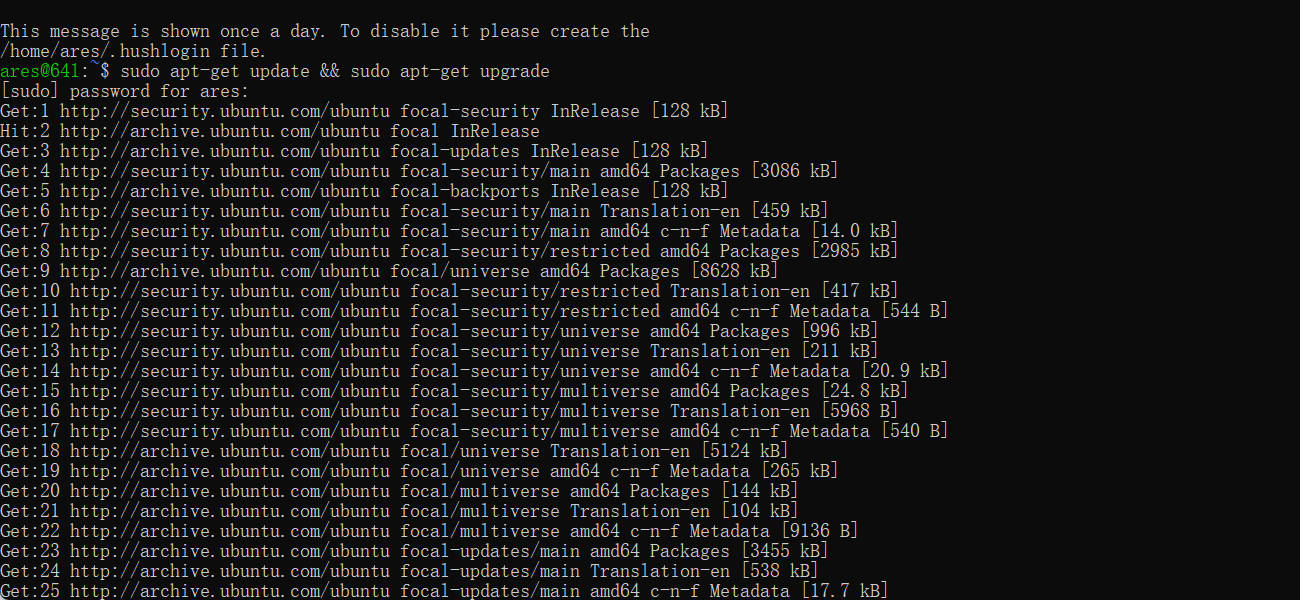 This message is shown once a day. To disable it please create the
/home/ares/.hushlogin file.
ares@641:~$ sudo apt-get update && sudo apt-get upgrade
[sudo] password for ares:
Get:1 http://security.ubuntu.com/ubuntu focal-security InRelease [128 kB]
Hit:2 http://archive.ubuntu.com/ubuntu focal InRelease
Get:3 http://archive.ubuntu.com/ubuntu focal-updates InRelease [128 kB]
Get:4 http://security.ubuntu.com/ubuntu focal-security/main amd64 Packages [3086 kB]
Get:5 http://archive.ubuntu.com/ubuntu focal-backports InRelease [128 kB]
Get:6 http://security.ubuntu.com/ubuntu focal-security/main Translation-en [459 kB]
Get:7 http://security.ubuntu.com/ubuntu focal-security/main amd64 c-n-f Metadata [14.0 kB]
Get:8 http://security.ubuntu.com/ubuntu focal-security/restricted amd64 Packages [2985 kB]
Get:9 http://archive.ubuntu.com/ubuntu focal/universe amd64 Packages [8628 kB]
Get:10 http://security.ubuntu.com/ubuntu focal-security/restricted Translation-en [417 kB]
Get:11 http://security.ubuntu.com/ubuntu focal-security/restricted amd64 c-n-f Metadata [544 B]
Get:12 http://security.ubuntu.com/ubuntu focal-security/universe amd64 Packages [996 kB]
Get:13 http://security.ubuntu.com/ubuntu focal-security/universe Translation-en [211 kB]
Get:14 http://security.ubuntu.com/ubuntu focal-security/universe amd64 c-n-f Metadata [20.9 kB]
Get:15 http://security.ubuntu.com/ubuntu focal-security/multiverse amd64 Packages [24.8 kB]
Get:16 http://security.ubuntu.com/ubuntu focal-security/multiverse Translation-en [5968 B]
Get:17 http://security.ubuntu.com/ubuntu focal-security/multiverse amd64 c-n-f Metadata [540 B]
Get:18 http://archive.ubuntu.com/ubuntu focal/universe Translation-en [5124 kB]
Get:19 http://archive.ubuntu.com/ubuntu focal/universe amd64 c-n-f Metadata [265 kB]
Get:20 http://archive.ubuntu.com/ubuntu focal/multiverse amd64 Packages [144 kB]
Get:21 http://archive.ubuntu.com/ubuntu focal/multiverse Translation-en [104 kB]
Get:22 http://archive.ubuntu.com/ubuntu focal/multiverse amd64 c-n-f Metadata [9136 B]
Get:23 http://archive.ubuntu.com/ubuntu focal-updates/main amd64 Packages [3455 kB]
Get:24 http://archive.ubuntu.com/ubuntu focal-updates/main Translation-en [538 kB]
Get:25 http://archive.ubuntu.com/ubuntu focal-updates/main amd64 c-n-f Metadata [17.7 kB]